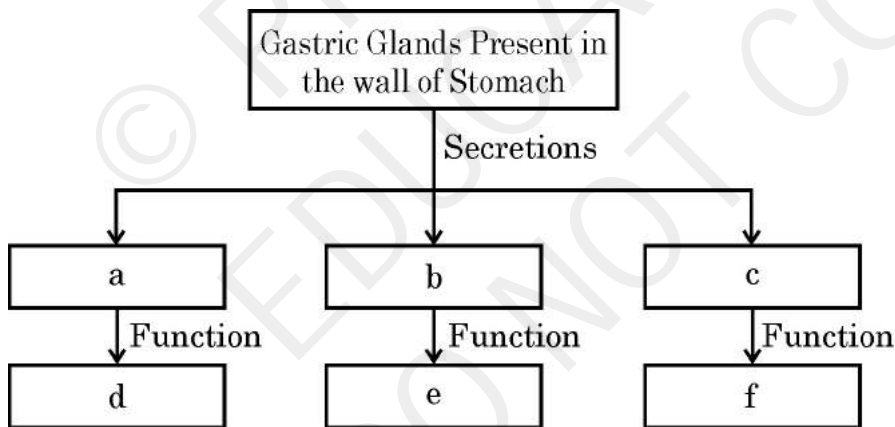 Gastric Glands Present in
the wall of Stomach
Secretions
a
b
c
Function
Function
Function
d
e
f